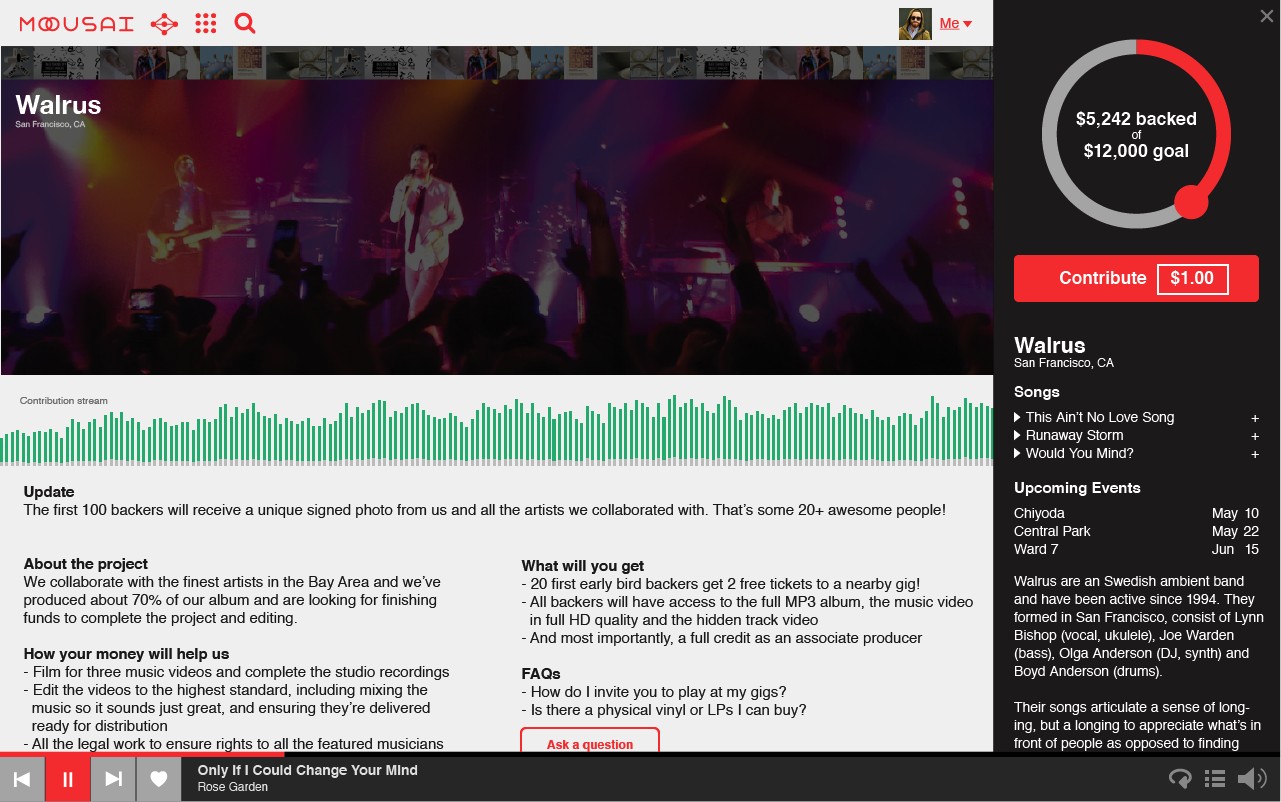 MOOUSAI
Me
Walrus
San Francisco, CA
Contribution stream
Update
The first 100 backers will receive a unique signed photo from us and all the artists we collaborated with. That’s some 20+ awesome people!
About the project
We collaborate with the finest artists in the Bay Area and we’ve
produced about 70% of our album and are looking for finishing
funds to complete the project and editing.
How your money will help us
- Film for three music videos and complete the studio recordings
- Edit the videos to the highest standard, including mixing the
music so it sounds just great, and ensuring they’re delivered
ready for distribution
- All the legal work to ensure rights to all the featured musicians
What will you get
- 20 first early bird backers get 2 free tickets to a nearby gig!
- All backers will have access to the full MP3 album, the music video
in full HD quality and the hidden track video
- And most importantly, a full credit as an associate producer
FAQs
- How do I invite you to play at my gigs?
- Is there a physical vinyl or LPs I can buy?
Ask a question
$5,242 backed
of
$12,000 goal
Contribute $1.00
Walrus
San Francisco, CA
Songs
This Ain’t No Love Song +
Runaway Storm +
Would You Mind? +
Upcoming Events
Chiyoda May 10
Central Park May 22
Ward 7 Jun 15
Walrus are an Swedish ambient band
and have been active since 1994. They
formed in San Francisco, consist of Lynn
Bishop (vocal, ukulele), Joe Warden
(bass), Olga Anderson (DJ, synth) and
Boyd Anderson (drums).
Their songs articulate a sense of long-
ing, but a longing to appreciate what’s in
front of people as opposed to finding
Only If I Could Change Your Mind
Rose Garden